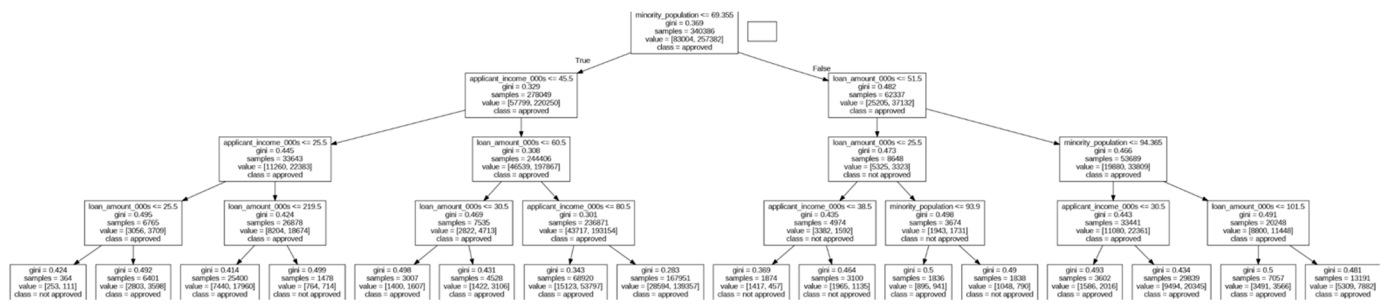 minority_population <= 69.355
gini = 0.369
samples = 340386
value = [83004, 257382]
class = approved
True
False
applicant_income_000s <= 45.5
gini = 0.329
samples = 278049
value = [57799, 220250]
class = approved
loan_amount_000s <= 51.5
gini = 0.482
samples = 62337
value = [25205, 37132]
class = approved
applicant_income_000s <= 25.5
gini = 0.445
samples = 33643
value = [11260, 22383]
class = approved
loan_amount_000s <= 60.5
gini = 0.308
samples = 244406
value = [46539, 197867]
class = approved
loan_amount_000s <= 25.5
gini = 0.473
samples = 8648
value = [5325, 3323]
class = not approved
minority_population <= 94.365
gini = 0.466
samples = 53689
value = [19880, 33809]
class = approved
loan_amount_000s <= 25.5
gini = 0.495
samples = 6765
value = [3056, 3709]
class = approved
loan_amount_000s <= 219.5
gini = 0.424
samples = 26878
value = [8204, 18674]
class = approved
loan_amount_000s <= 30.5
gini = 0.469
samples = 7535
value = [2822, 4713]
class = approved
applicant_income_000s <= 80.5
gini = 0.301
samples = 236871
value = [43717, 193154]
class = approved
applicant_income_000s <= 38.5
gini = 0.435
samples = 4974
value = [3382, 1592]
class = not approved
minority_population <= 93.9
gini = 0.498
samples = 3674
value = [1943, 1731]
class = not approved
applicant_income_000s <= 30.5
gini = 0.443
samples = 33441
value = [11080, 22361]
class = approved
loan_amount_000s <= 101.5
gini = 0.491
samples = 20248
value = [8800, 11448]
class = approved
gini = 0.424
samples = 364
value = [253, 111]
class = not approved
gini = 0.492
samples = 6401
value = [2803, 3598]
class = approved
gini = 0.414
samples = 25400
value = [7440, 17960]
class = approved
gini = 0.499
samples = 1478
value = [764, 714]
class = not approved
gini = 0.498
samples = 3007
value = [1400, 1607]
class = approved
gini = 0.431
samples = 4528
value = [1422, 3106]
class = approved
gini = 0.343
samples = 68920
value = [15123, 53797]
class = approved
gini = 0.283
samples = 167951
value = [28594, 139357]
class = approved
gini = 0.369
samples = 1874
value = [1417, 457]
class = not approved
gini = 0.464
samples = 3100
value = [1965, 1135]
class = not approved
gini = 0.5
samples = 1836
value = [895, 941]
class = approved
gini = 0.49
samples = 1838
value = [1048, 790]
class = not approved
gini = 0.493
samples = 3602
value = [1586, 2016]
class = approved
gini = 0.434
samples = 29839
value = [9494, 20345]
class = approved
gini = 0.5
samples = 7057
value = [3491, 3566]
class = approved
gini = 0.481
samples = 13191
value = [5309, 7882]
class = approved